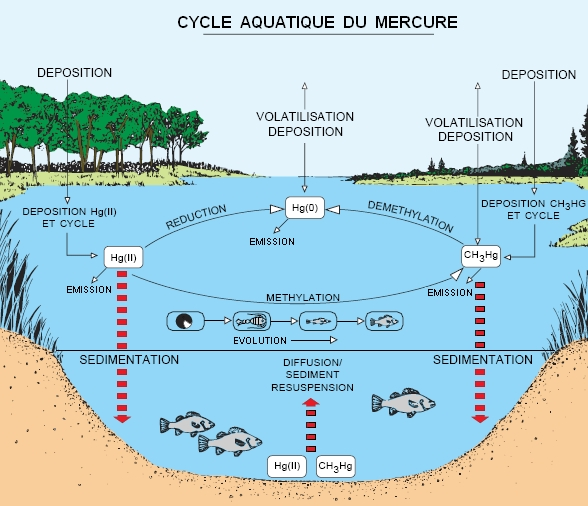 CYCLE AQUATIQUE DU MERCURE
DEPOSITION
DEPOSITION
VOLATILISATION
DEPOSITION
VOLATILISATION
DEPOSITION
DEPOSITION Hg(II)
ET CYCLE
REDUCTION
Hg(0)
DEMETHYLATION
DEPOSITION CH3HG
ET CYCLE
EMISSION
Hg(II)
CH3Hg
EMISSION
EMISSION
METHYLATION
EVOLUTION
SEDIMENTATION
DIFFUSION/
SEDIMENT
RESUSPENSION
SEDIMENTATION
Hg(II)
CH3Hg